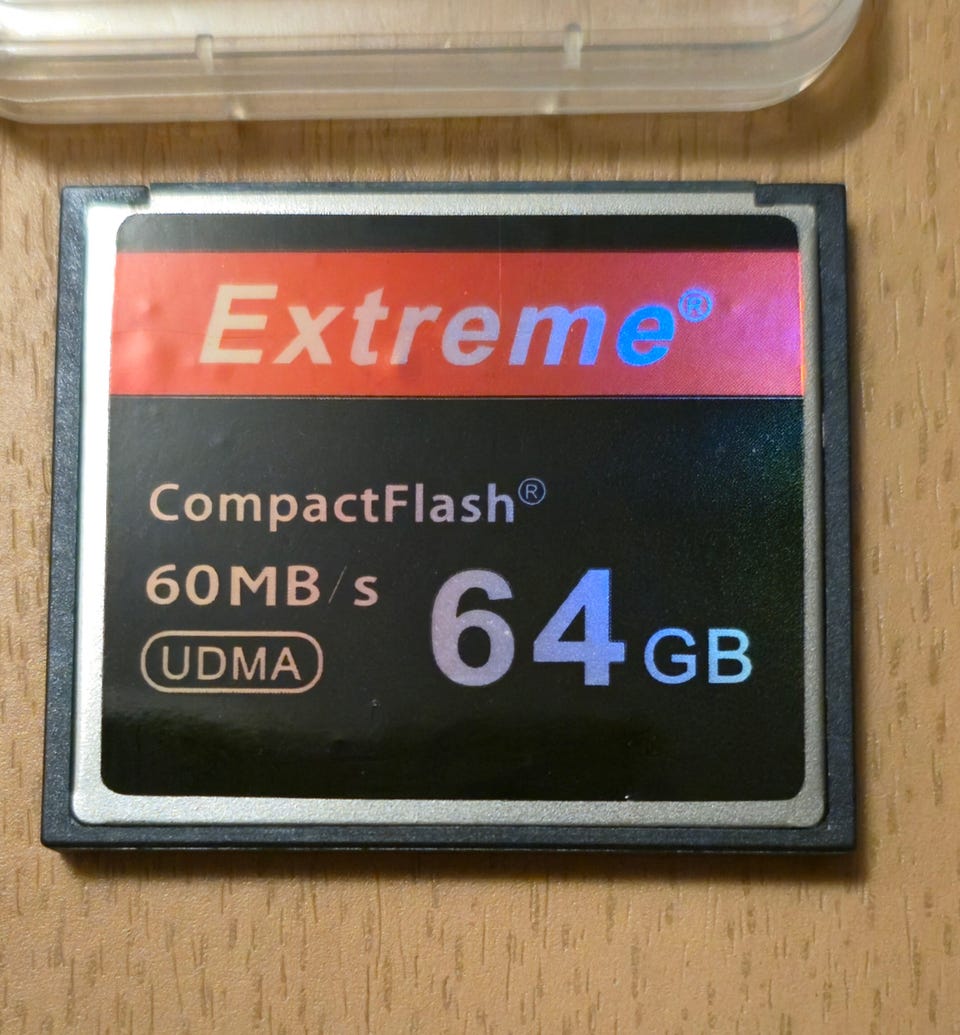 Extreme®
CompactFlash®
60MB/s
64GB
UDMA